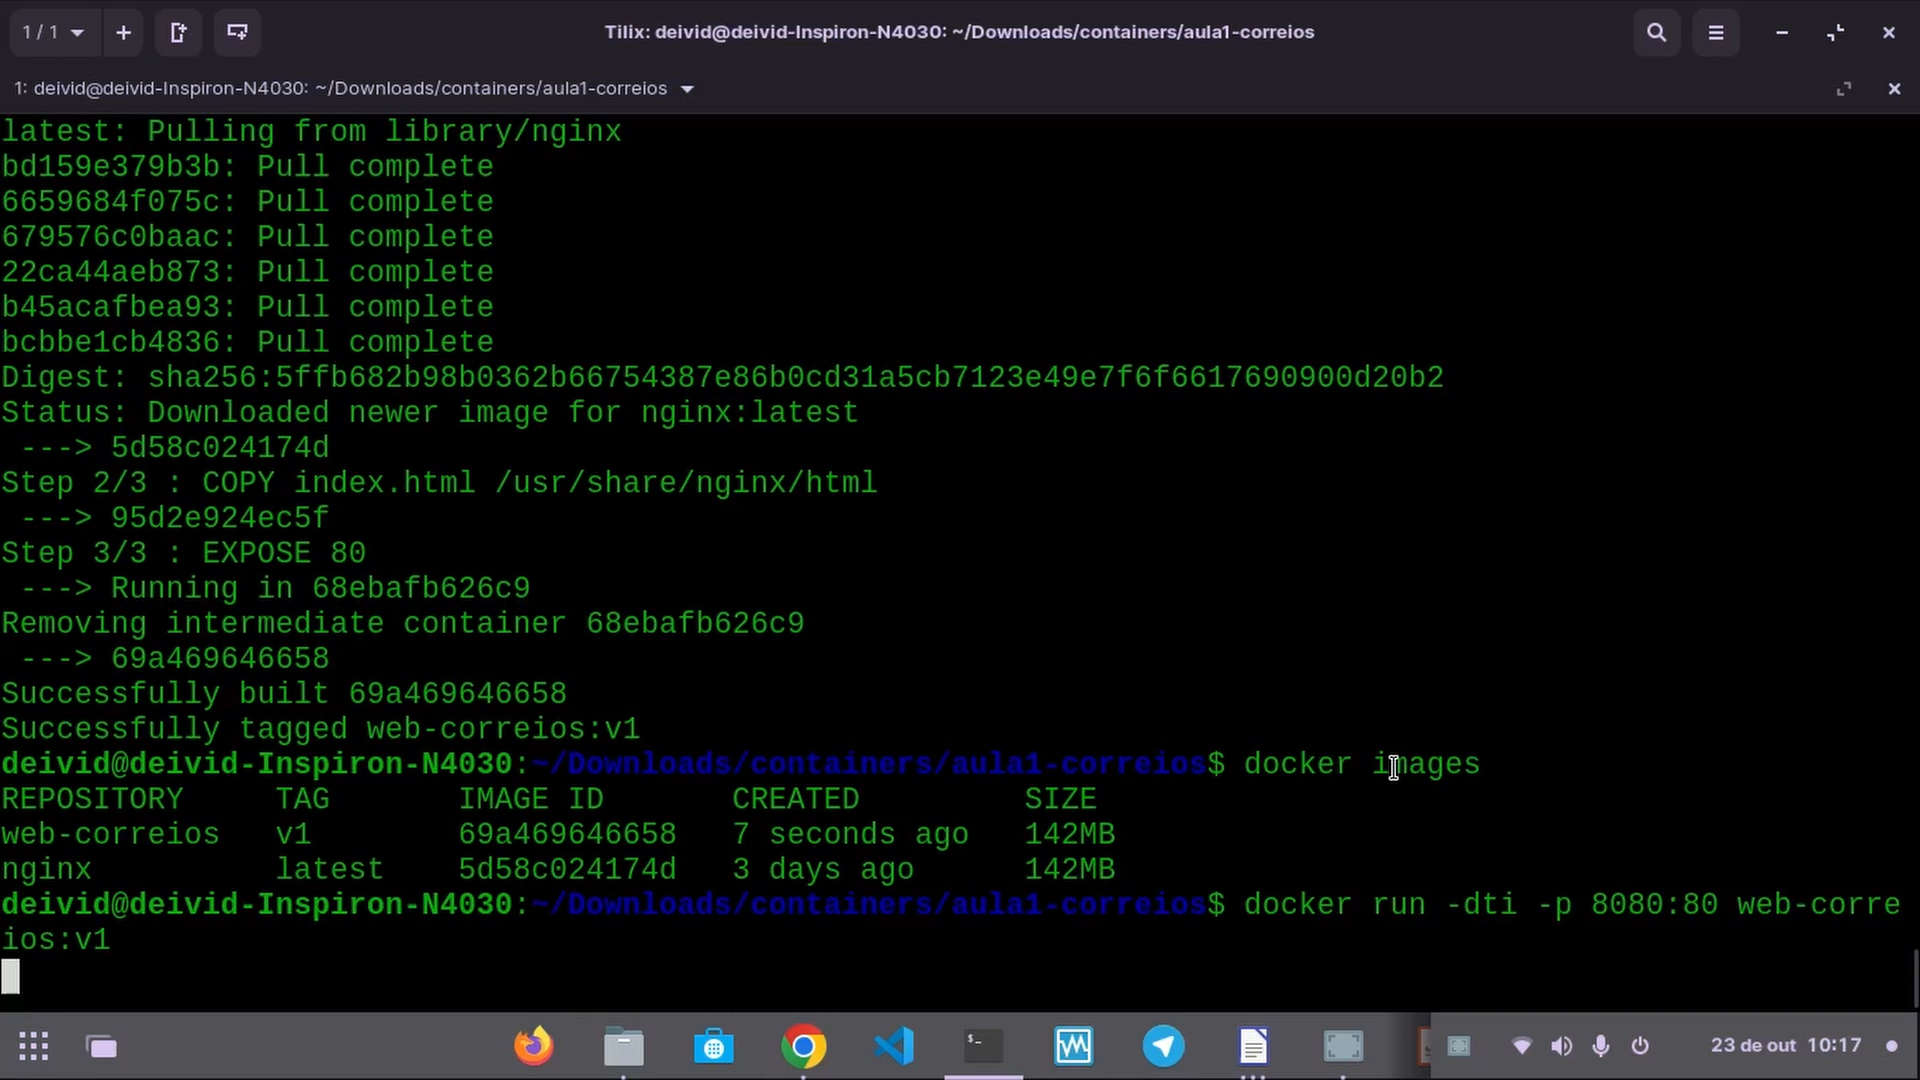 1 / 1
Tilix: deivid@deivid-Inspiron-N4030: ~/Downloads/containers/aula1-correios
1: deivid@deivid-Inspiron-N4030: ~/Downloads/containers/aula1-correios
latest: Pulling from library/nginx
bd159e379b3b: Pull complete
6659684f075c: Pull complete
679576c0baac: Pull complete
22ca44aeb873: Pull complete
b45acafbea93: Pull complete
bcbbe1cb4836: Pull complete
Digest: sha256:5ffb682b98b0362b66754387e86b0cd31a5cb7123e49e7f6f6617690900d20b2
Status: Downloaded newer image for nginx:latest
 ---> 5d58c024174d
Step 2/3 : COPY index.html /usr/share/nginx/html
 ---> 95d2e924ec5f
Step 3/3 : EXPOSE 80
 ---> Running in 68ebafb626c9
Removing intermediate container 68ebafb626c9
 ---> 69a469646658
Successfully built 69a469646658
Successfully tagged web-correios:v1
deivid@deivid-Inspiron-N4030:~/Downloads/containers/aula1-correios$ docker images
REPOSITORY TAG IMAGE ID CREATED SIZE
web-correios v1 69a469646658 7 seconds ago 142MB
nginx latest 5d58c024174d 3 days ago 142MB
deivid@deivid-Inspiron-N4030:~/Downloads/containers/aula1-correios$ docker run -dti -p 8080:80 web-corre
ios:v1
23 de out 10:17